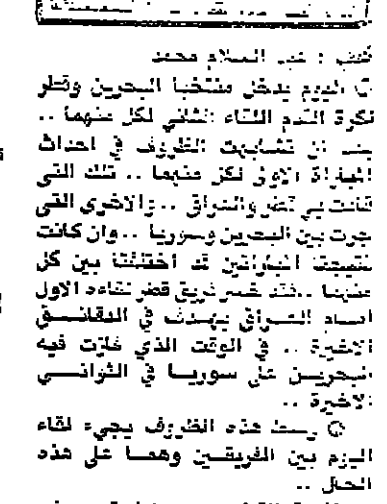 كتب : عبد السلام محمد
اليوم يدخل منتخبا البحرين وقطر
لكرة القدم اللقاء الثاني لكل منهما ..
بعد ان تشابهت الظروف في احداث
المباراة الاولى لكل منهما .. تلك التي
كانت بين قطر والعراق .. والاخرى التي
جرت بين البحرين وسوريا .. وان كانت
نتيجتا المباراتين قد اختلفتا بين كل
منهما .. فقد خسر فريق قطر لقاءه الاول
امام العراق بهدف في الدقائق
الاخيرة .. في الوقت الذي فازت فيه
البحرين على سوريا في الثواني
الاخيرة ..
وسط هذه الظروف يجيء لقاء
اليوم بين الفريقين وهما على هذه
الحال ..